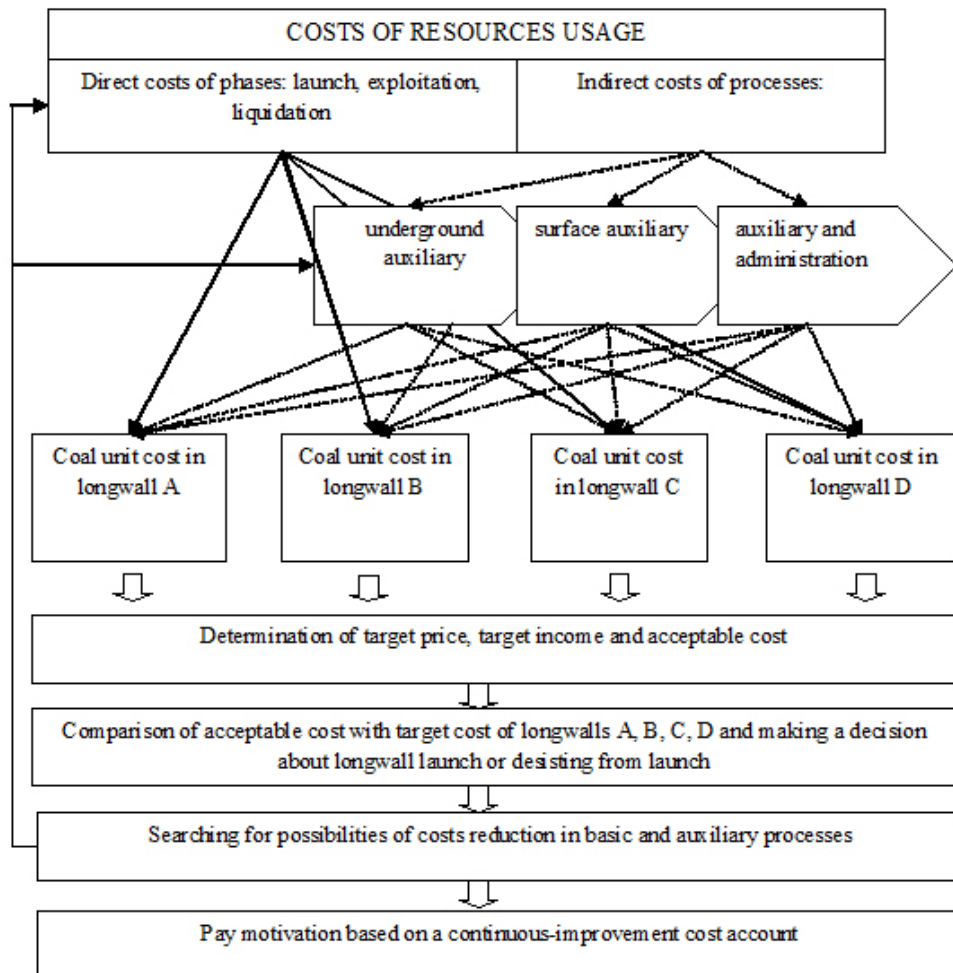 COSTS OF RESOURCES USAGE
Direct costs of phases: launch, exploitation,
liquidation
Indirect costs of processes:
underground
auxiliary
surface auxiliary
auxiliary and
administration
Coal unit cost in
longwall A
Coal unit cost in
longwall B
Coal unit cost
in longwall C
Coal unit cost in
longwall D
Determination of target price, target income and acceptable cost
Comparison of acceptable cost with target cost of longwalls A, B, C, D and making a decision
about longwall launch or desisting from launch
Searching for possibilities of costs reduction in basic and auxiliary processes
Pay motivation based on a continuous-improvement cost account